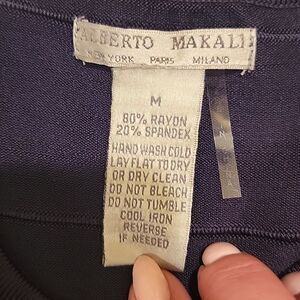 ALBERTO MAKALI
NEW YORK PARIS MILANO
M
80% RAYON
20% SPANDEX
HAND WASH COLD
LAY FLAT TO DRY
OR DRY CLEAN
DO NOT BLEACH
DO NOT TUMBLE
COOL IRON
REVERSE
IF NEEDED